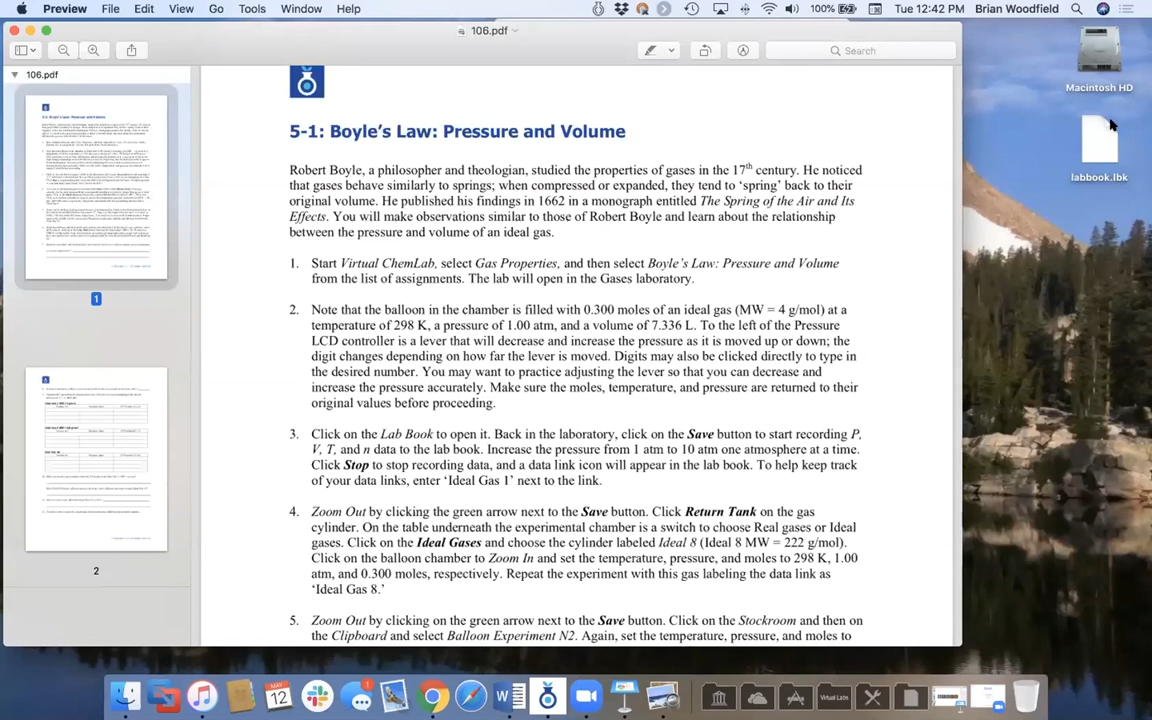 Preview File Edit View Go Tools Window Help 100% Tue 12:42 PM Brian Woodfield
106.pdf
Search
106.pdf
1
2
5-1: Boyle's Law: Pressure and Volume
Robert Boyle, a philosopher and theologian, studied the properties of gases in the 17th century. He noticed
that gases behave similarly to springs; when compressed or expanded, they tend to ‘spring’ back to their
original volume. He published his findings in 1662 in a monograph entitled The Spring of the Air and Its
Effects. You will make observations similar to those of Robert Boyle and learn about the relationship
between the pressure and volume of an ideal gas.
1. Start Virtual ChemLab, select Gas Properties, and then select Boyle’s Law: Pressure and Volume
from the list of assignments. The lab will open in the Gases laboratory.
2. Note that the balloon in the chamber is filled with 0.300 moles of an ideal gas (MW = 4 g/mol) at a
temperature of 298 K, a pressure of 1.00 atm, and a volume of 7.336 L. To the left of the Pressure
LCD controller is a lever that will decrease and increase the pressure as it is moved up or down; the
digit changes depending on how far the lever is moved. Digits may also be clicked directly to type in
the desired number. You may want to practice adjusting the lever so that you can decrease and
increase the pressure accurately. Make sure the moles, temperature, and pressure are returned to their
original values before proceeding.
3. Click on the Lab Book to open it. Back in the laboratory, click on the Save button to start recording P,
V, T, and n data to the lab book. Increase the pressure from 1 atm to 10 atm one atmosphere at a time.
Click Stop to stop recording data, and a data link icon will appear in the lab book. To help keep track
of your data links, enter ‘Ideal Gas 1’ next to the link.
4. Zoom Out by clicking the green arrow next to the Save button. Click Return Tank on the gas
cylinder. On the table underneath the experimental chamber is a switch to choose Real gases or Ideal
gases. Click on the Ideal Gases and choose the cylinder labeled Ideal 8 (Ideal 8 MW = 222 g/mol).
Click on the balloon chamber to Zoom In and set the temperature, pressure, and moles to 298 K, 1.00
atm, and 0.300 moles, respectively. Repeat the experiment with this gas labeling the data link as
‘Ideal Gas 8.’
5. Zoom Out by clicking on the green arrow next to the Save button. Click on the Stockroom and then on
the Clipboard and select Balloon Experiment N2. Again, set the temperature, pressure, and moles to
Macintosh HD
labbook.lbk
MAY
12
1
W
Virtual Labs